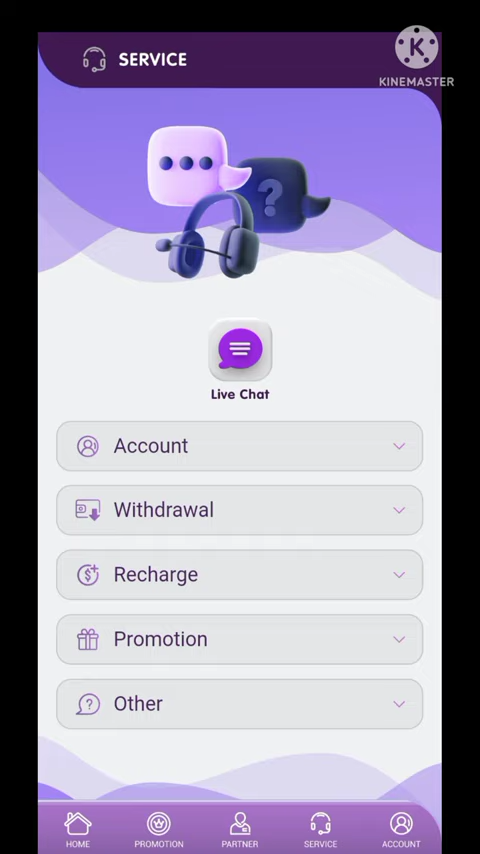 SERVICE
KINEMASTER
Live Chat
Account
Withdrawal
Recharge
Promotion
Other
HOME
PROMOTION
PARTNER
SERVICE
ACCOUNT